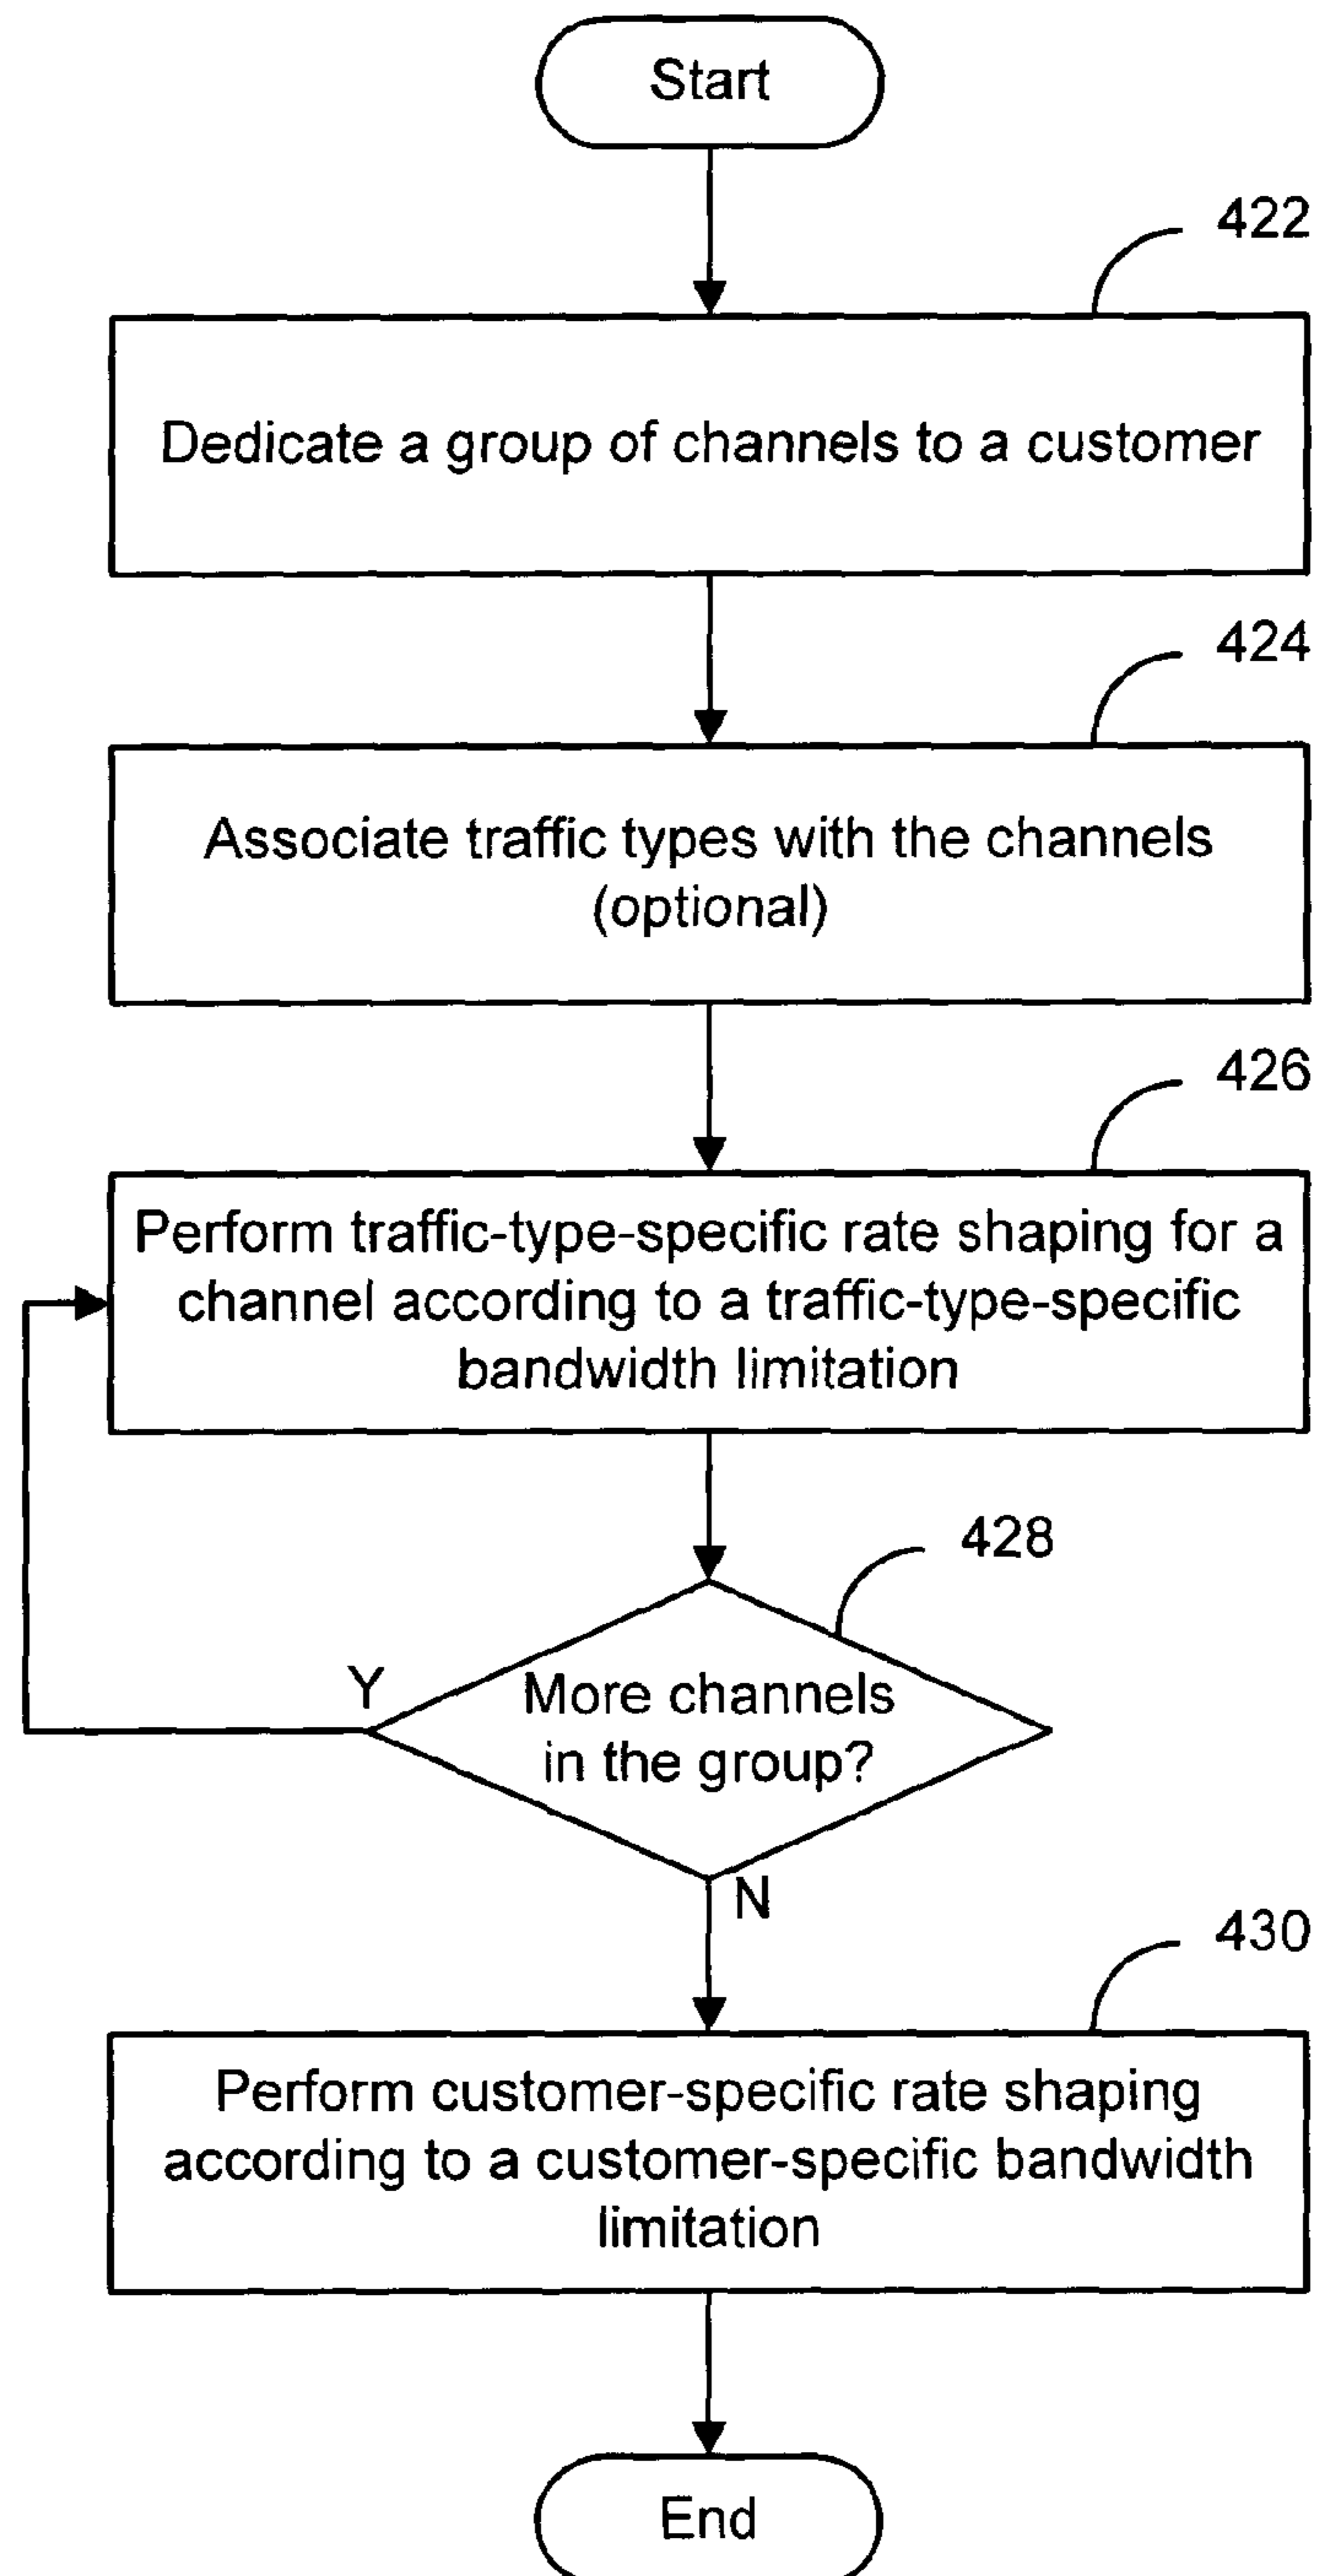 Start
422
Dedicate a group of channels to a customer
424
Associate traffic types with the channels
(optional)
426
Perform traffic-type-specific rate shaping for a
channel according to a traffic-type-specific
bandwidth limitation
428
Y
More channels
in the group?
N
430
Perform customer-specific rate shaping
according to a customer-specific bandwidth
limitation
End